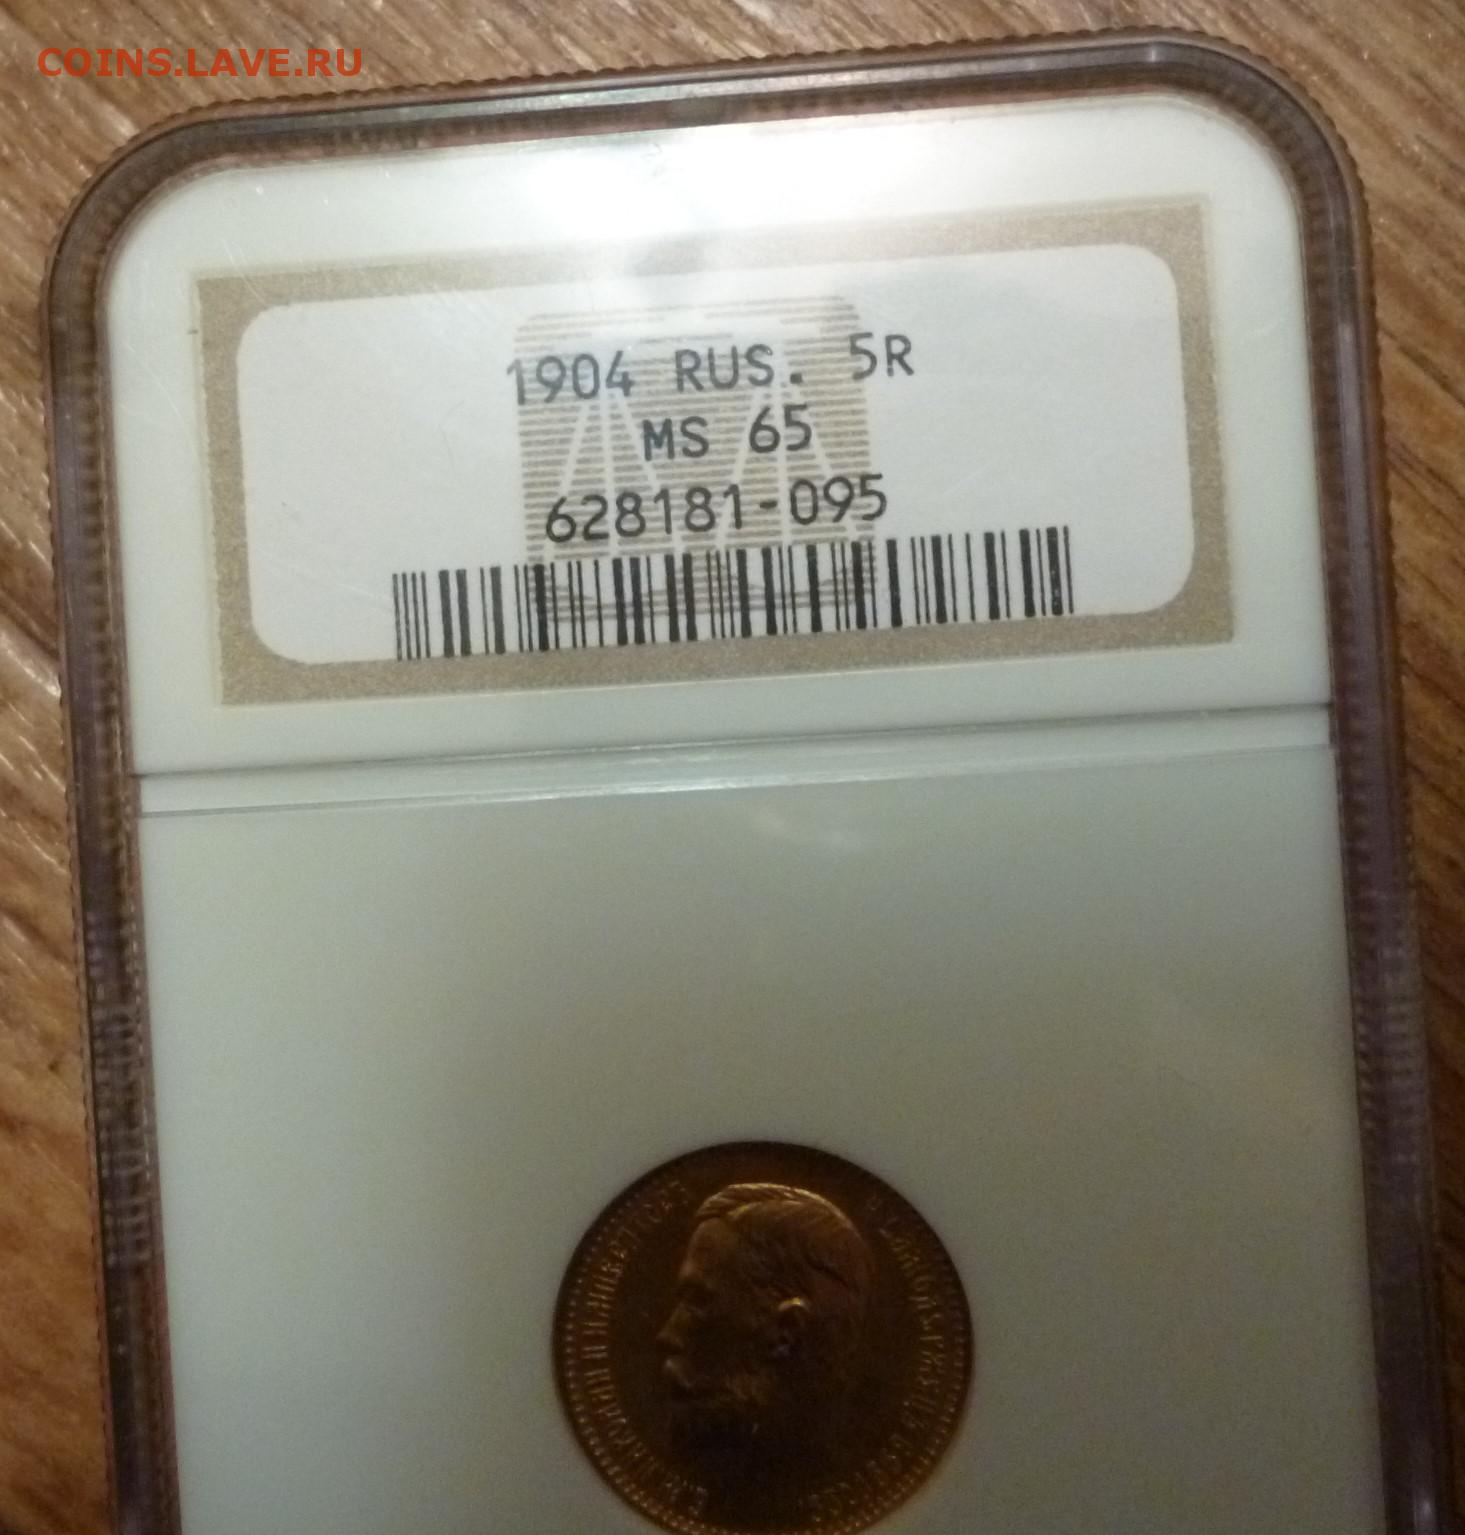 COINS.LAVE.RU
1904 RUS. 5R
MS 65
628181-095